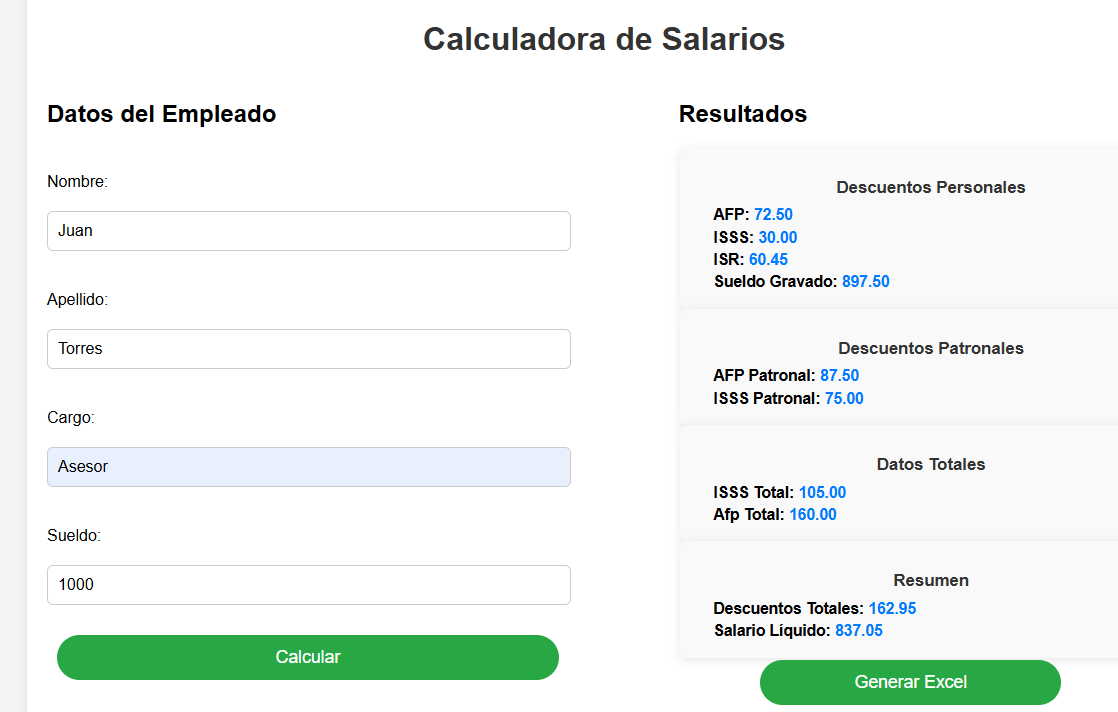 Calculadora de Salarios
Datos del Empleado
Nombre:
Juan
Apellido:
Torres
Cargo:
Asesor
Sueldo:
1000
Calcular
Resultados
Descuentos Personales
AFP: 72.50
ISSS: 30.00
ISR: 60.45
Sueldo Gravado: 897.50
Descuentos Patronales
AFP Patronal: 87.50
ISSS Patronal: 75.00
Datos Totales
ISSS Total: 105.00
Afp Total: 160.00
Resumen
Descuentos Totales: 162.95
Salario Líquido: 837.05
Generar Excel